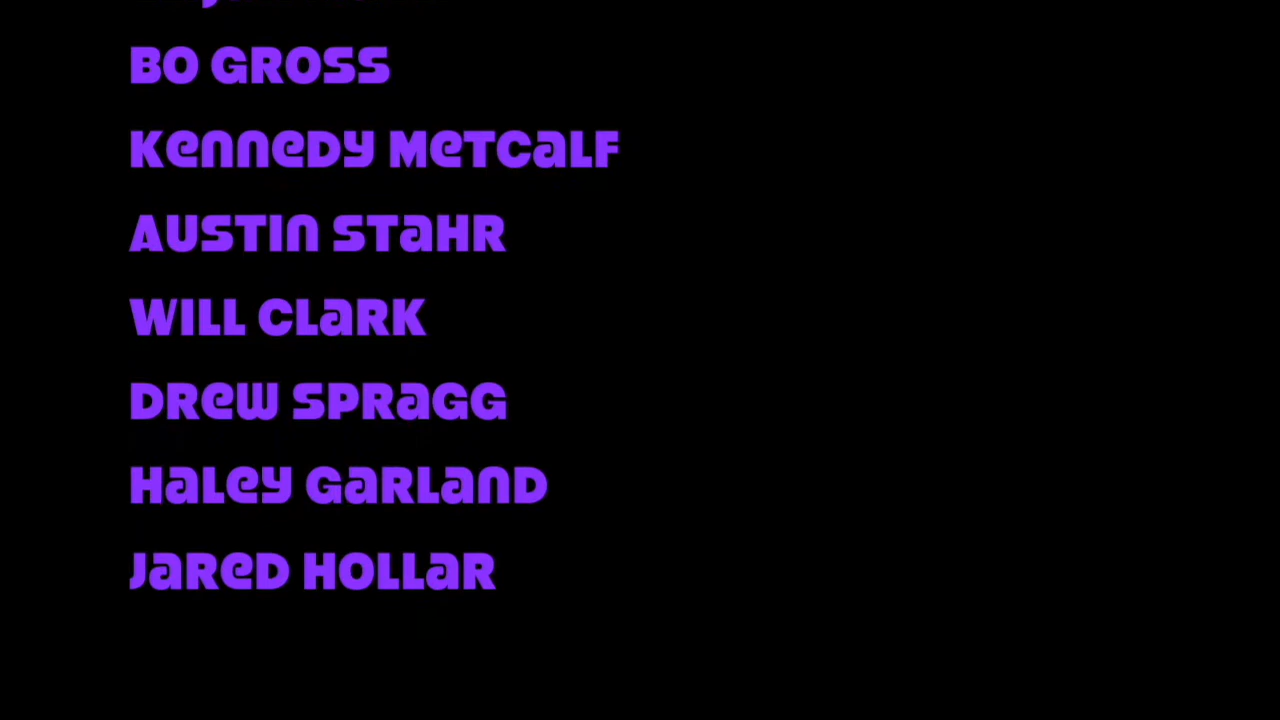 Bo Gross
Kennedy Metcalf
Austin Stahr
Will Clark
Drew Spragg
Haley Garland
Jared Hollar